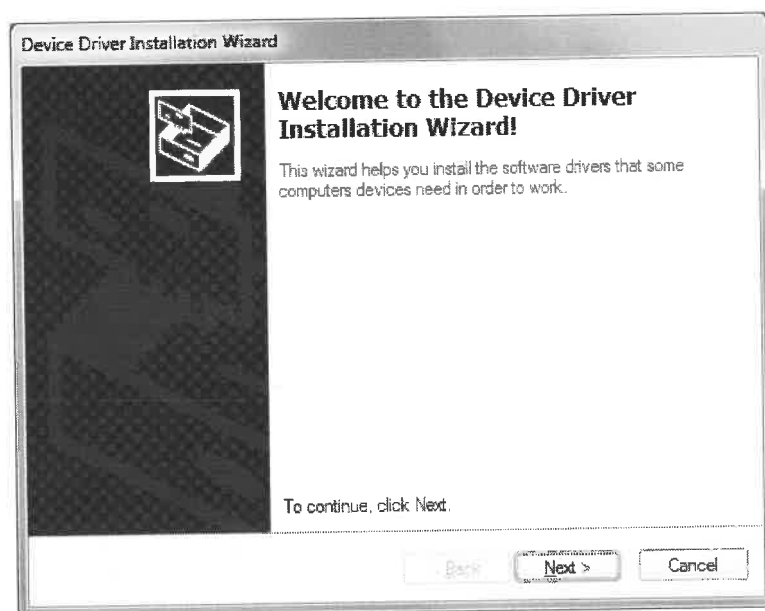 Device Driver Installation Wizard
Welcome to the Device Driver
Installation Wizard!
This wizard helps you install the software drivers that some
computers devices need in order to work.
To continue, click Next.
Back
Next >
Cancel